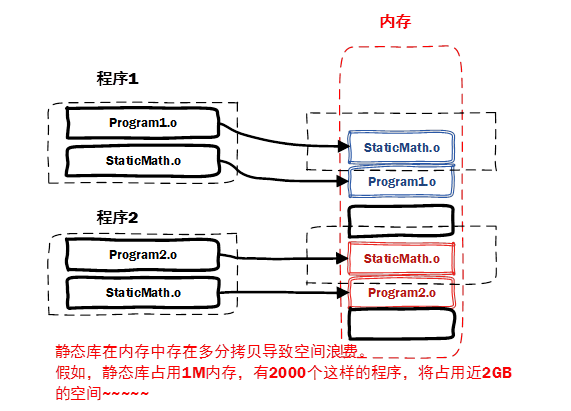 内存
程序1
Program1.o
StaticMath.o
StaticMath.o
Program1.o
程序2
Program2.o
StaticMath.o
StaticMath.o
Program2.o
静态库在内存中存在多分拷贝导致空间浪费。
假如，静态库占用1M内存，有2000个这样的程序，将占用近2GB
的空间~~~~~